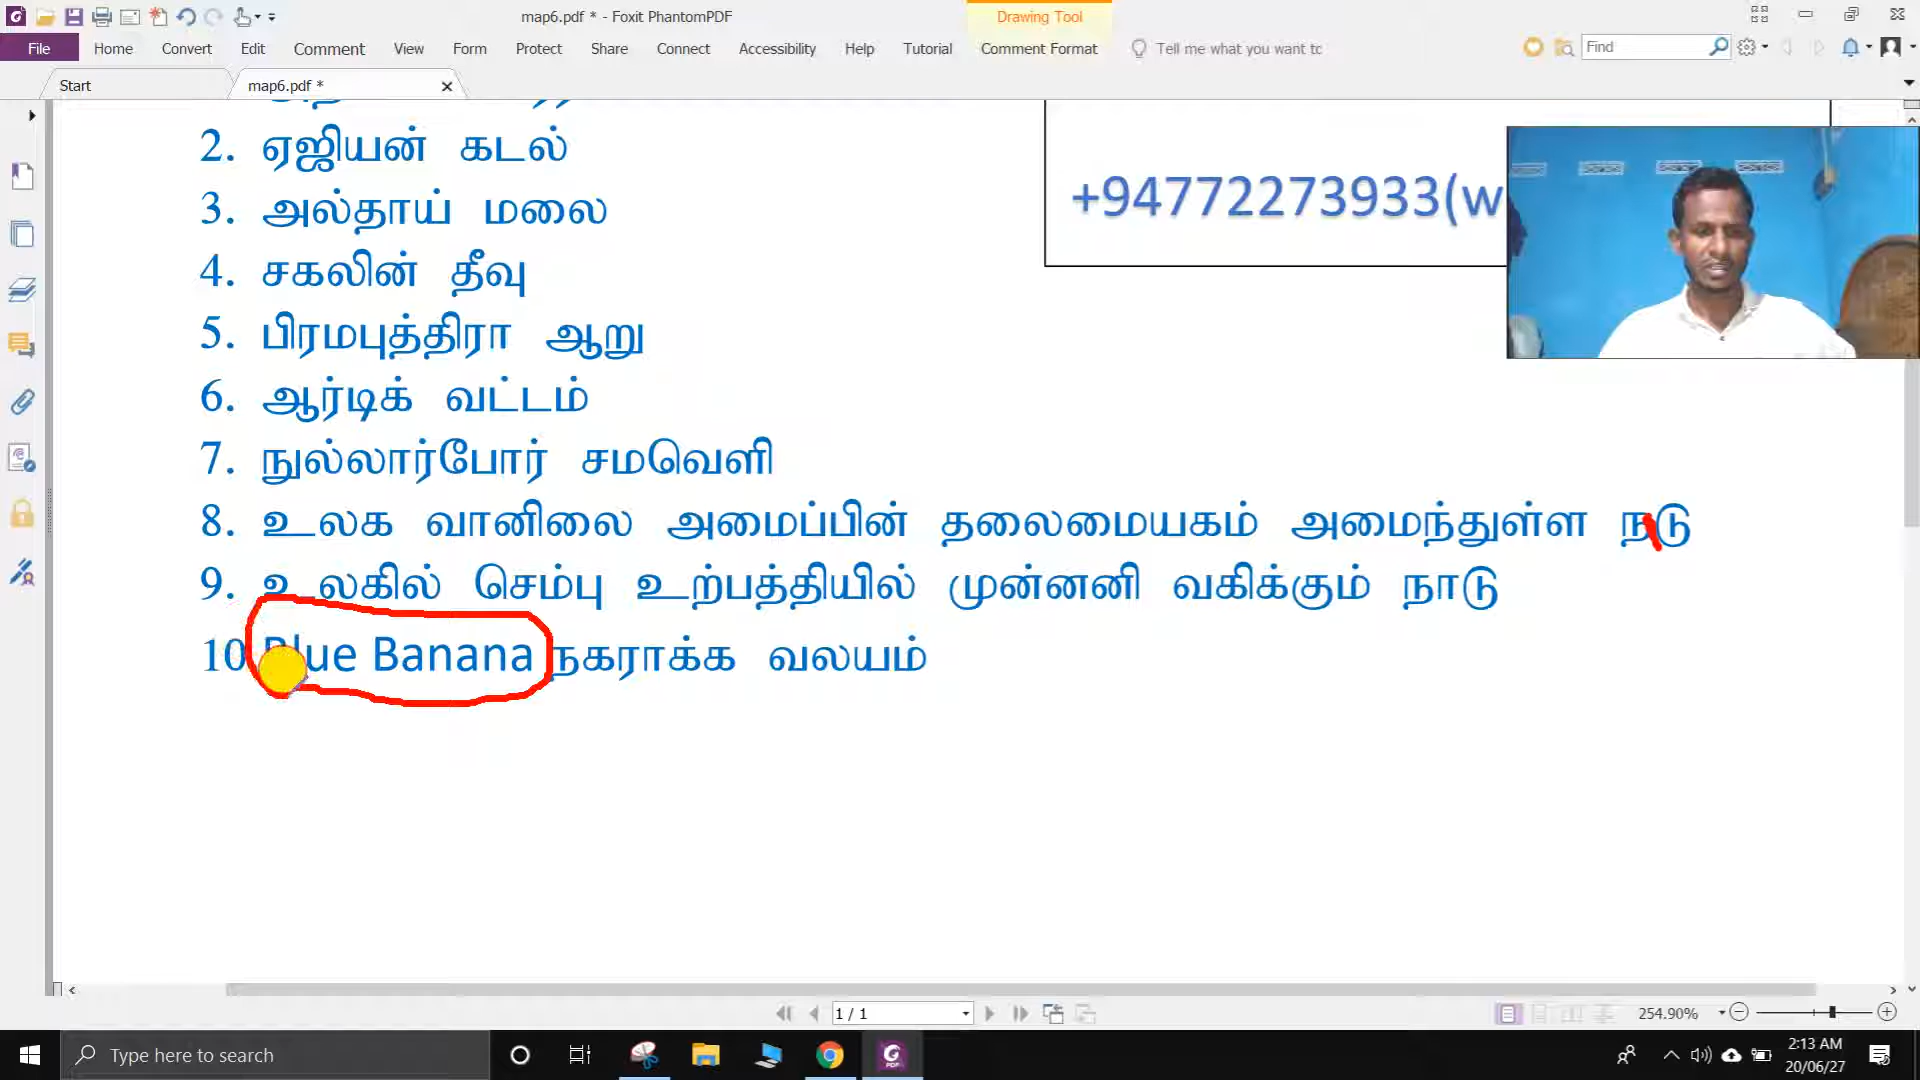 map6.pdf * - Foxit PhantomPDF
Drawing Tool
File Home Convert Edit Comment View Form Protect Share Connect Accessibility Help Tutorial Comment Format Tell me what you want tc Find
Start map6.pdf *
2. ஏஜியன் கடல்
3. அல்தாய் மலை
+94772273933(w
4. சகலின் தீவு
5. பிரமபுத்திரா ஆறு
6. ஆர்டிக் வட்டம்
7. நுல்லார்போர் சமவெளி
8. உலக வானிலை அமைப்பின் தலைமையகம் அமைந்துள்ள நடு
9. உலகில் செம்பு உற்பத்தியில் முன்னனி வகிக்கும் நாடு
10 Blue Banana நகராக்க வலயம்
1 / 1
254.90%
Type here to search
2:13 AM
20/06/27